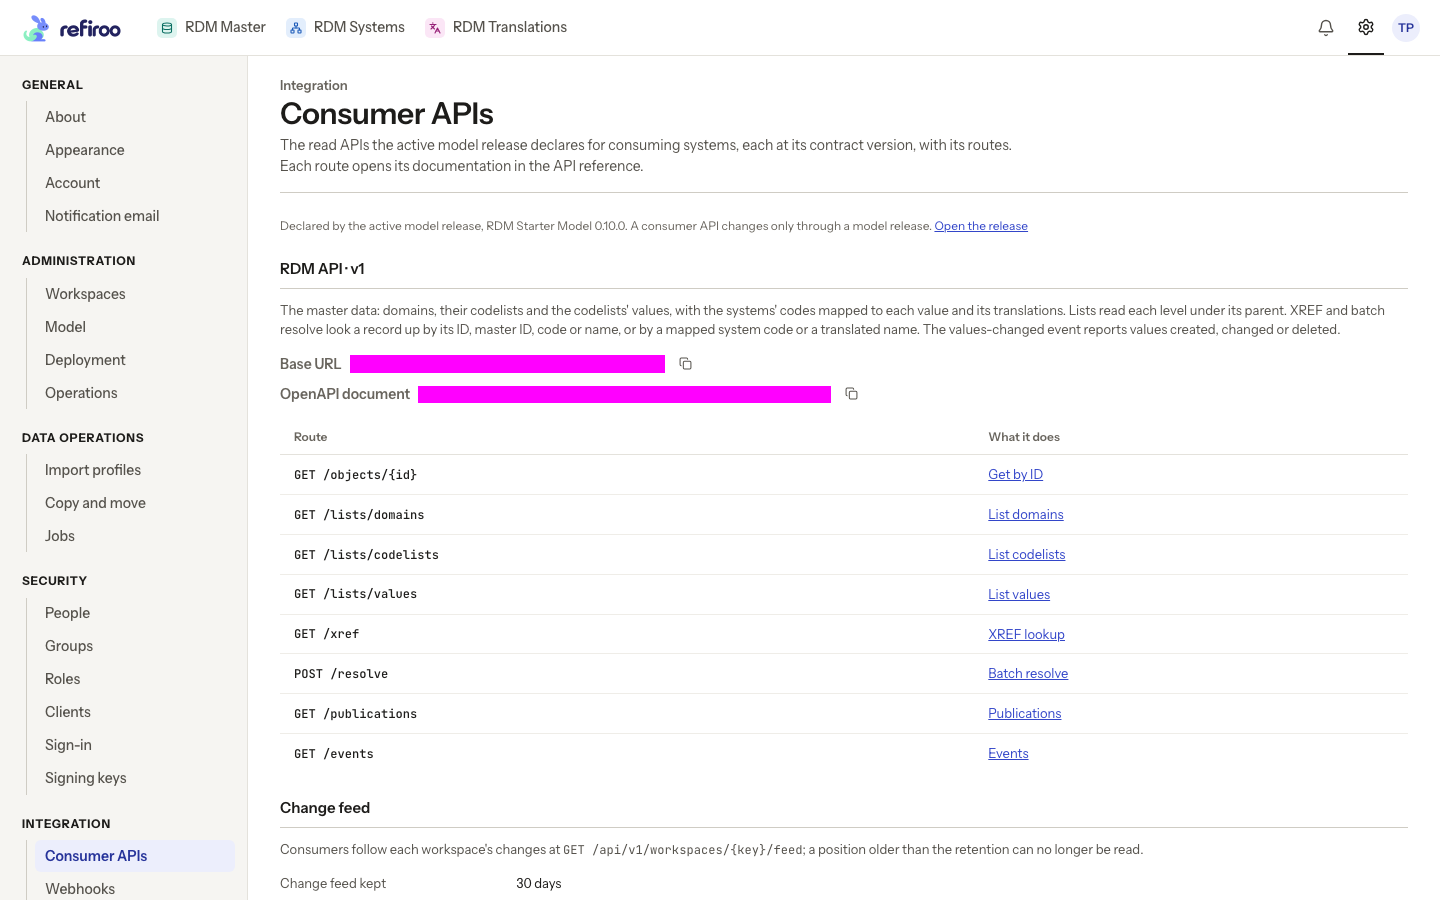 refiroo
RDM Master
RDM Systems
RDM Translations
TP
GENERAL
About
Appearance
Account
Notification email
ADMINISTRATION
Workspaces
Model
Deployment
Operations
DATA OPERATIONS
Import profiles
Copy and move
Jobs
SECURITY
People
Groups
Roles
Clients
Sign-in
Signing keys
INTEGRATION
Consumer APIs
Webhooks
Integration
Consumer APIs
The read APIs the active model release declares for consuming systems, each at its contract version, with its routes.
Each route opens its documentation in the API reference.
Declared by the active model release, RDM Starter Model 0.10.0. A consumer API changes only through a model release. Open the release
RDM API · v1
The master data: domains, their codelists and the codelists' values, with the systems' codes mapped to each value and its translations. Lists read each level under its parent. XREF and batch
resolve look a record up by its ID, master ID, code or name, or by a mapped system code or a translated name. The values-changed event reports values created, changed or deleted.
Base URL
OpenAPI document
Route What it does
GET /objects/{id} Get by ID
GET /lists/domains List domains
GET /lists/codelists List codelists
GET /lists/values List values
GET /xref XREF lookup
POST /resolve Batch resolve
GET /publications Publications
GET /events Events
Change feed
Consumers follow each workspace's changes at GET /api/v1/workspaces/{key}/feed; a position older than the retention can no longer be read.
Change feed kept 30 days